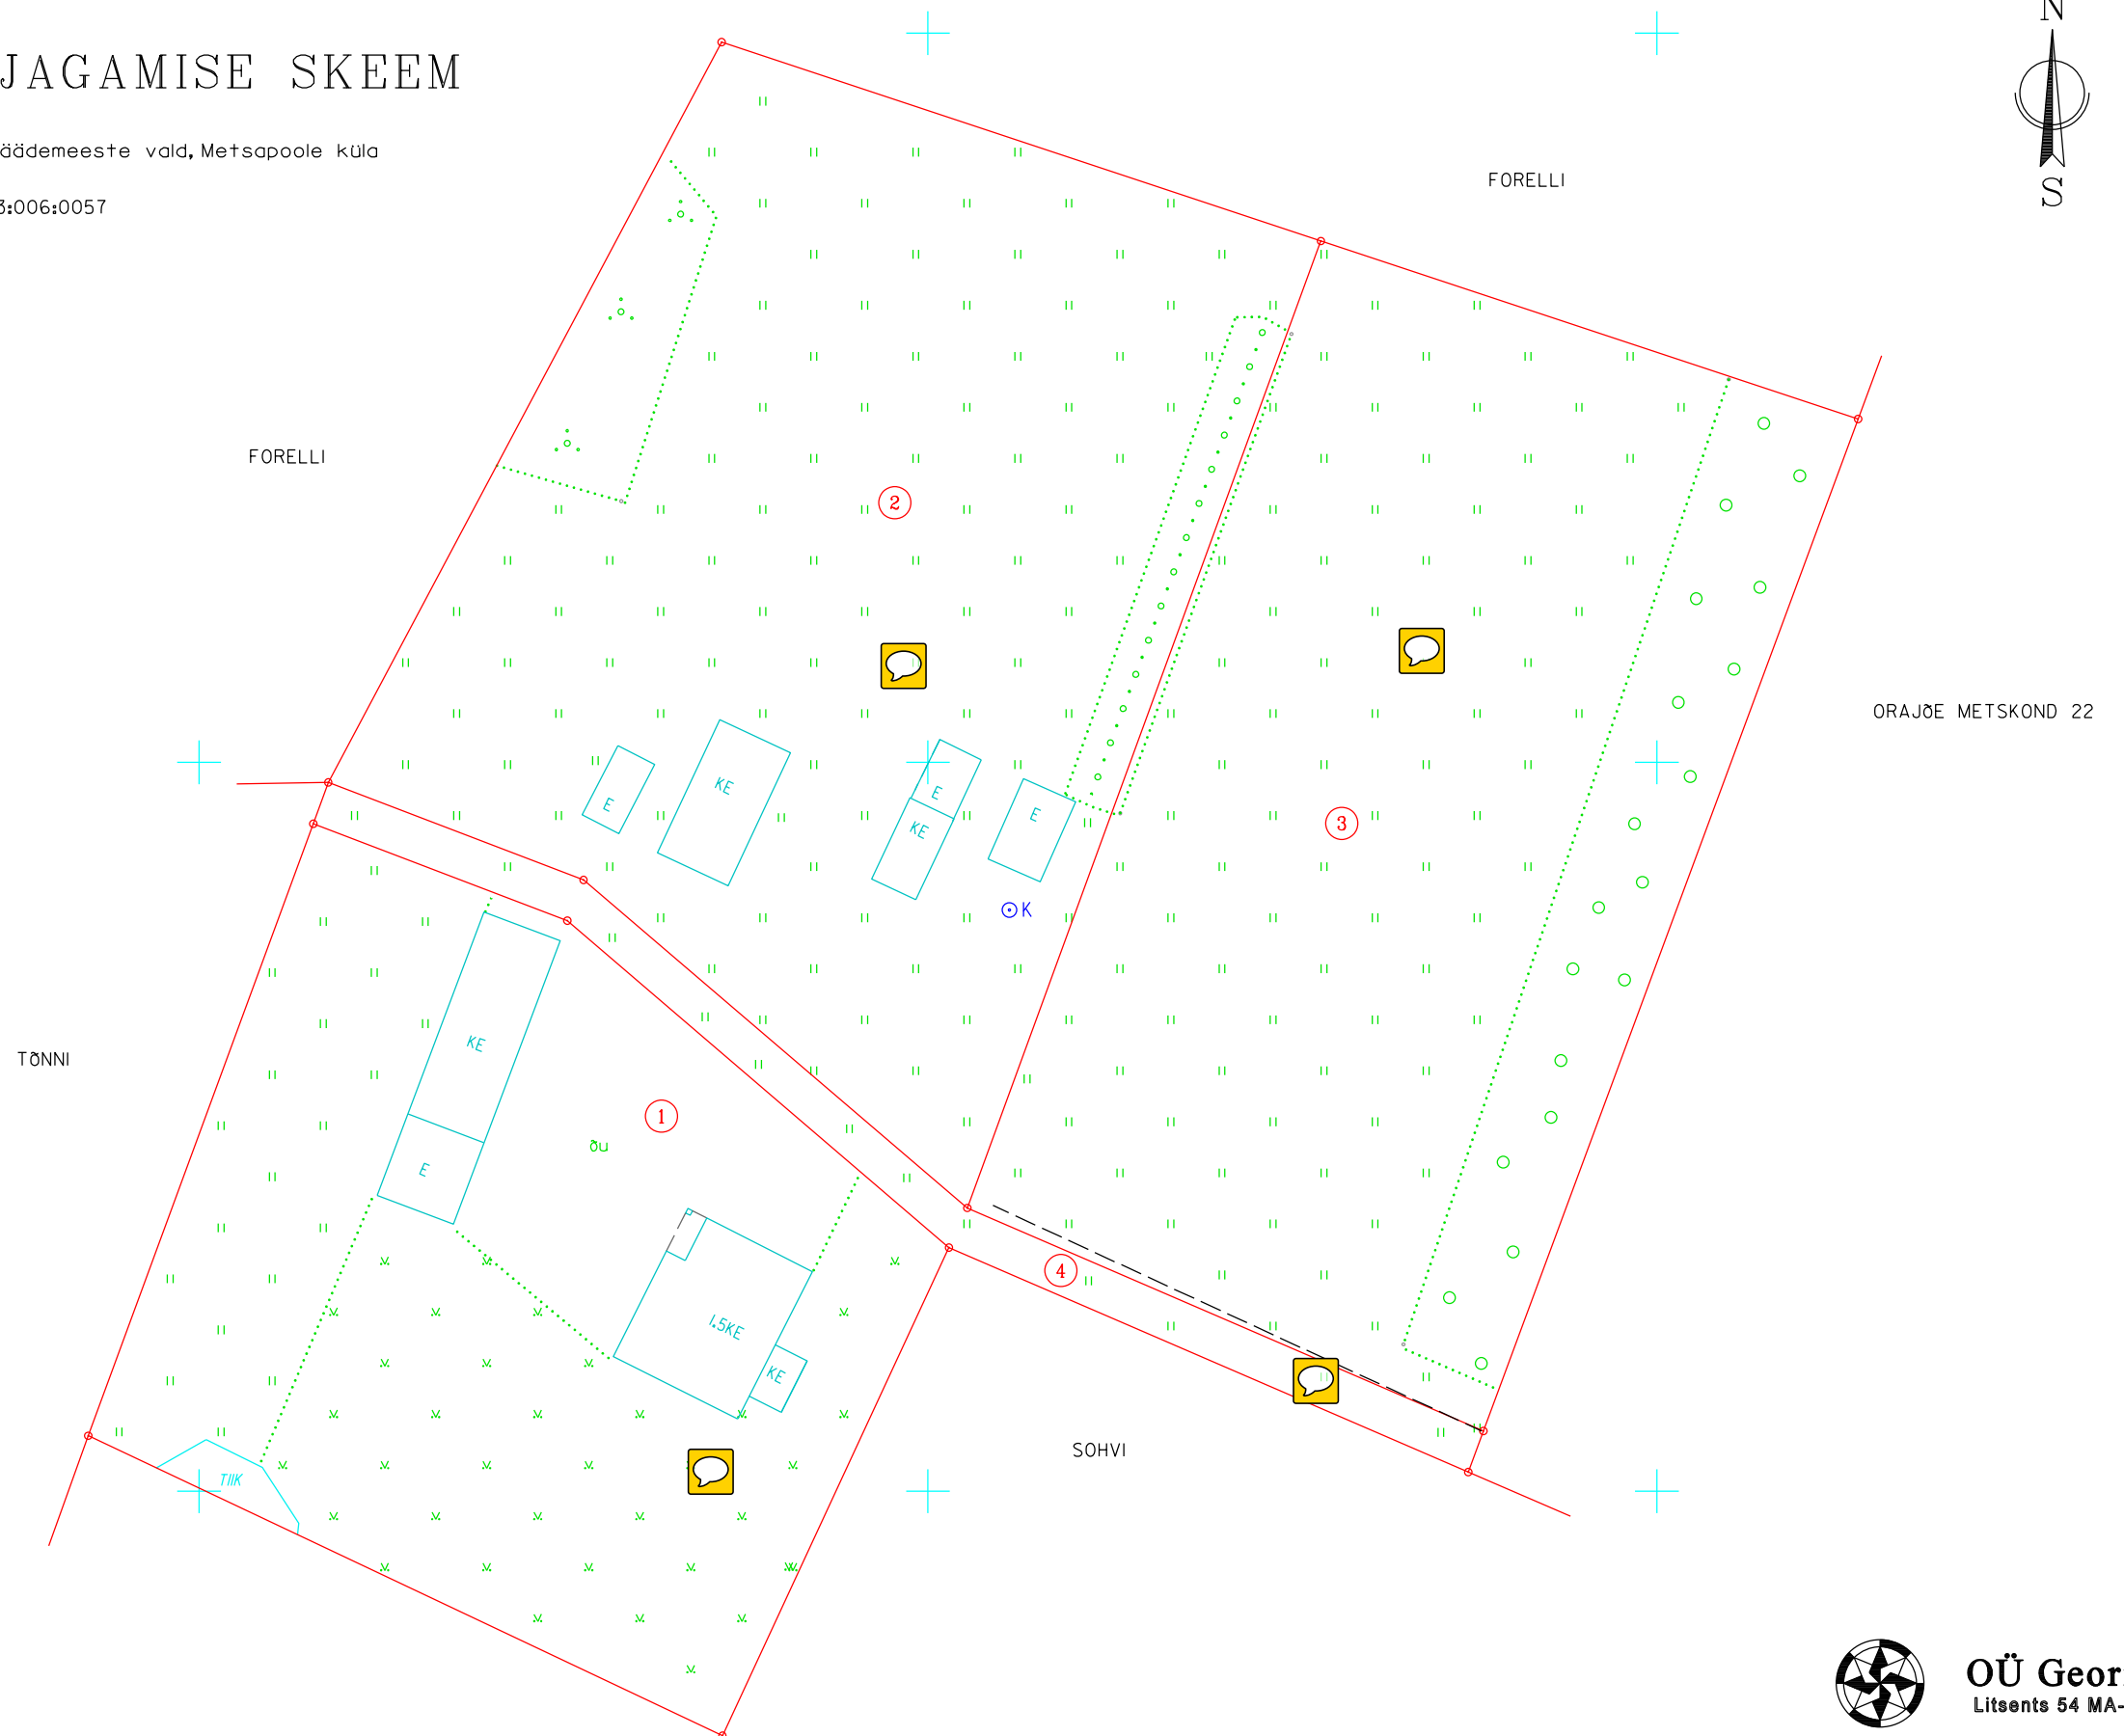 N
JAGAMISE SKEEM
äädemeeste vald, Metsapoole küla
FORELLI
S
3:006:0057
FORELLI
2
ORAJÕE METSKOND 22
KE
E
E
E
KE
3
K
KE
TÕNNI
1
õu
E
4
1.5KE
KE
SOHVI
TIIK
OÜ Geor
Litsents 54 MA-